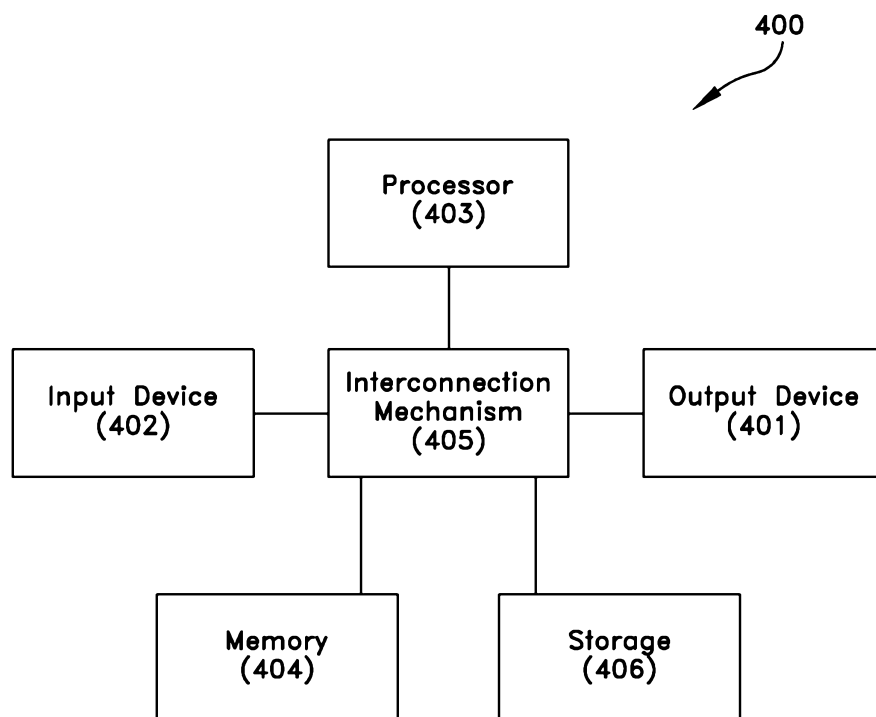 400
Processor
(403)
Input Device
(402)
Interconnection
Mechanism
(405)
Output Device
(401)
Memory
(404)
Storage
(406)